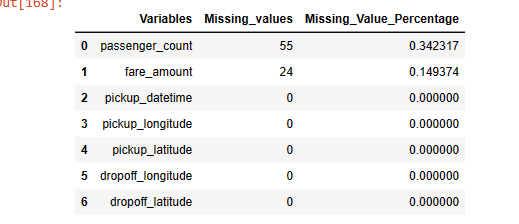 Out[168]:
Variables Missing_values Missing_Value_Percentage
0 passenger_count 55 0.342317
1 fare_amount 24 0.149374
2 pickup_datetime 0 0.000000
3 pickup_longitude 0 0.000000
4 pickup_latitude 0 0.000000
5 dropoff_longitude 0 0.000000
6 dropoff_latitude 0 0.000000